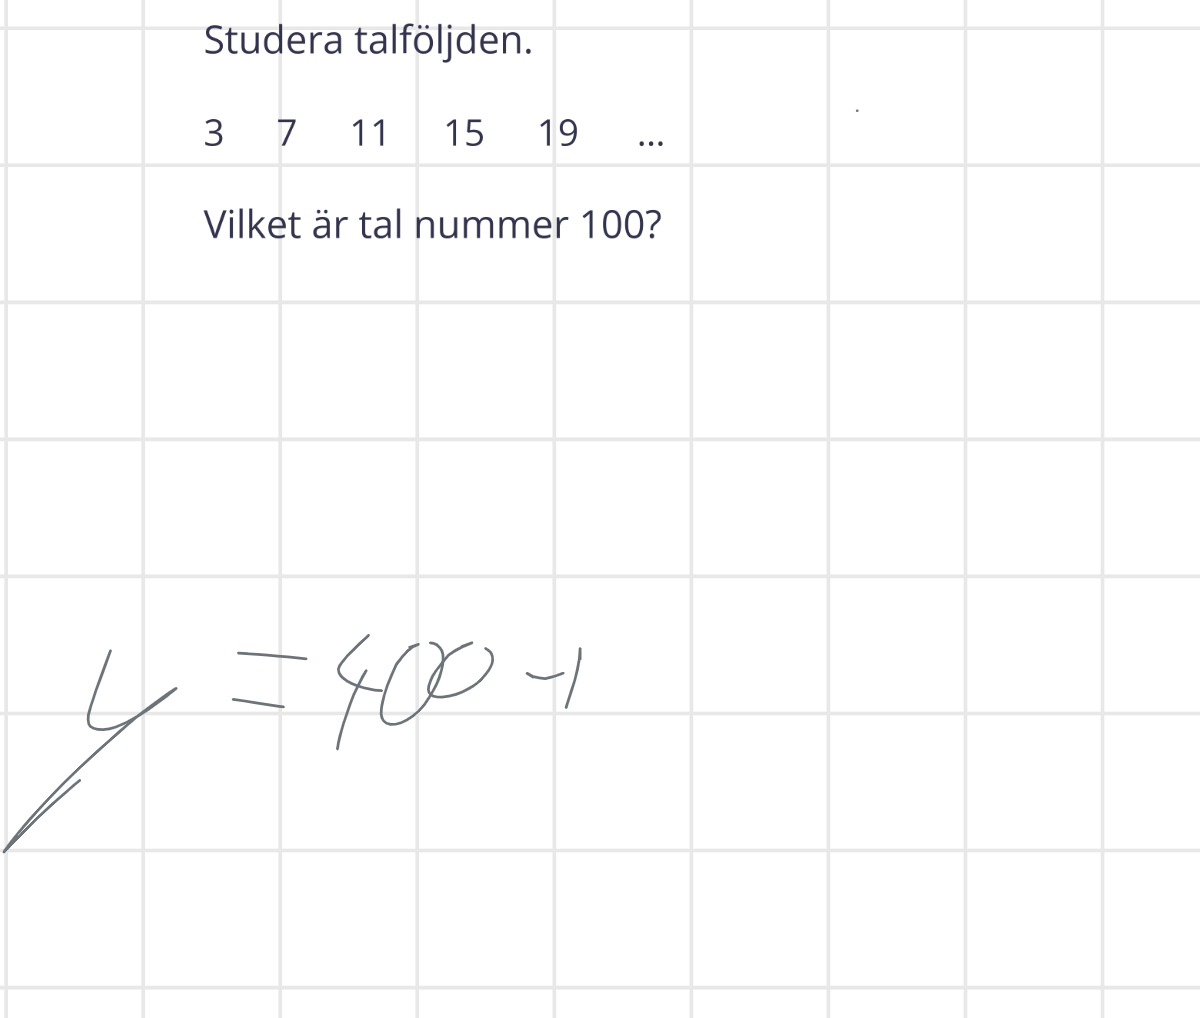 Studera talföljden.
3 7 11 15 19 ...
Vilket är tal nummer 100?
y = 400 - 1